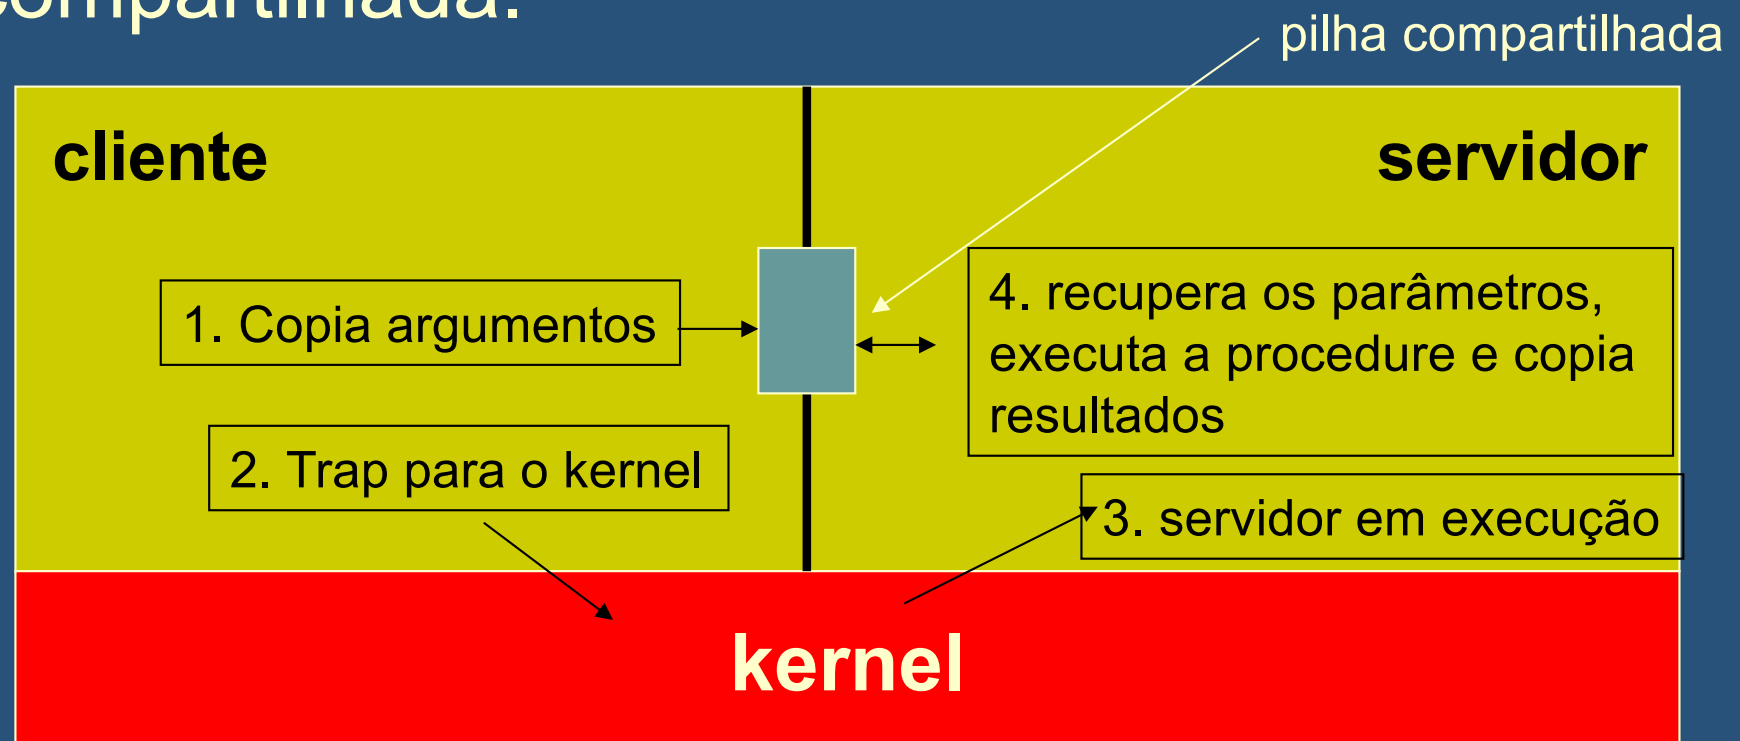 compartilhada.
pilha compartilhada
cliente
servidor
1. Copia argumentos
4. recupera os parâmetros,
executa a procedure e copia
resultados
2. Trap para o kernel
3. servidor em execução
kernel